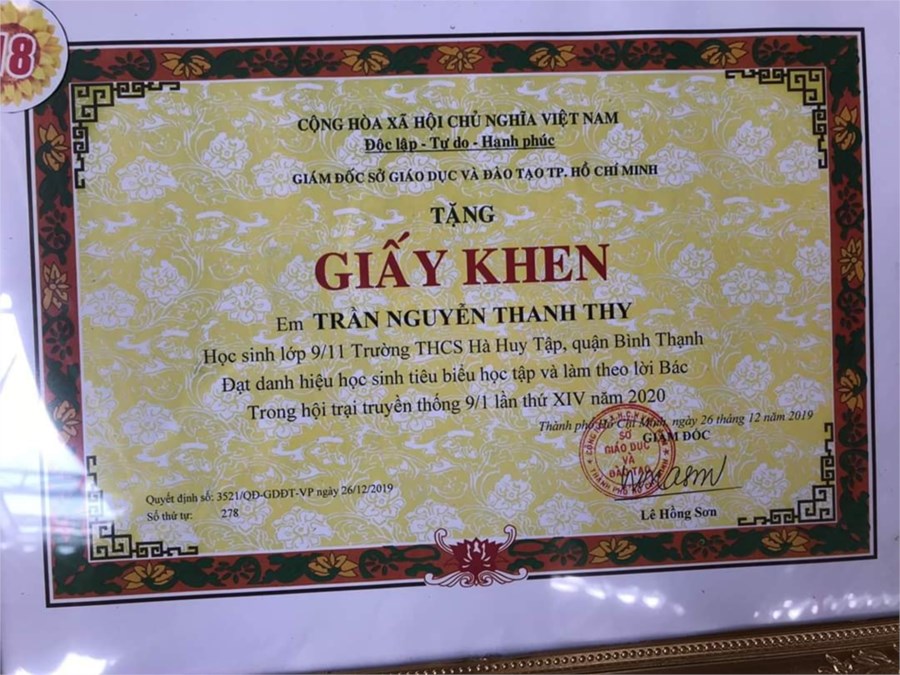 18
CỘNG HÒA XÃ HỘI CHỦ NGHĨA VIỆT NAM
Độc lập - Tự do - Hạnh phúc
GIÁM ĐỐC SỞ GIÁO DỤC VÀ ĐÀO TẠO TP. HỒ CHÍ MINH
TẶNG
GIẤY KHEN
Em TRẦN NGUYỄN THANH THY
Học sinh lớp 9/11 Trường THCS Hà Huy Tập, quận Bình Thạnh
Đạt danh hiệu học sinh tiêu biểu học tập và làm theo lời Bác
Trong hội trại truyền thống 9/1 lần thứ XIV năm 2020
Thành phố Hồ Chí Minh, ngày 26 tháng 12 năm 2019
GIÁM ĐỐC
SỞ
GIÁO DỤC
VÀ
ĐÀO TẠO
THÀNH PHỐ HỒ CHÍ MINH
Quyết định số: 3521/QĐ-GDĐT-VP ngày 26/12/2019
Số thứ tự: 278
Lê Hồng Sơn